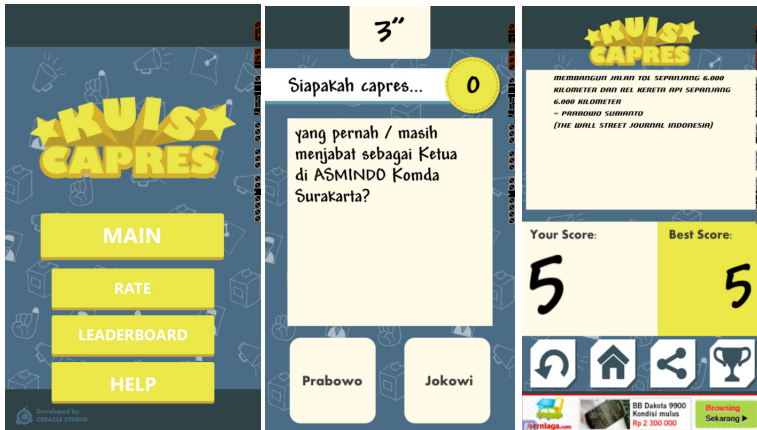 KUIS
CAPRES
MAIN
RATE
LEADERBOARD
HELP
Developed by
CREACLE STUDIO
3"
Siapakah capres...
0
yang pernah / masih
menjabat sebagai Ketua
di ASMINDO Komda
Surakarta?
Prabowo
Jokowi
KUIS
CAPRES
MEMBANGUN JALAN TOL SEPANJANG 6.000
KILOMETER DAN REL KERETA API SEPANJANG
6.000 KILOMETER
~ PRABOWO SUBIANTO
(THE WALL STREET JOURNAL INDONESIA)
Your Score:
5
Best Score:
5
BB Dakota 9900
Kondisi mulus
Rp 2 300 000
Browsing
Sekarang